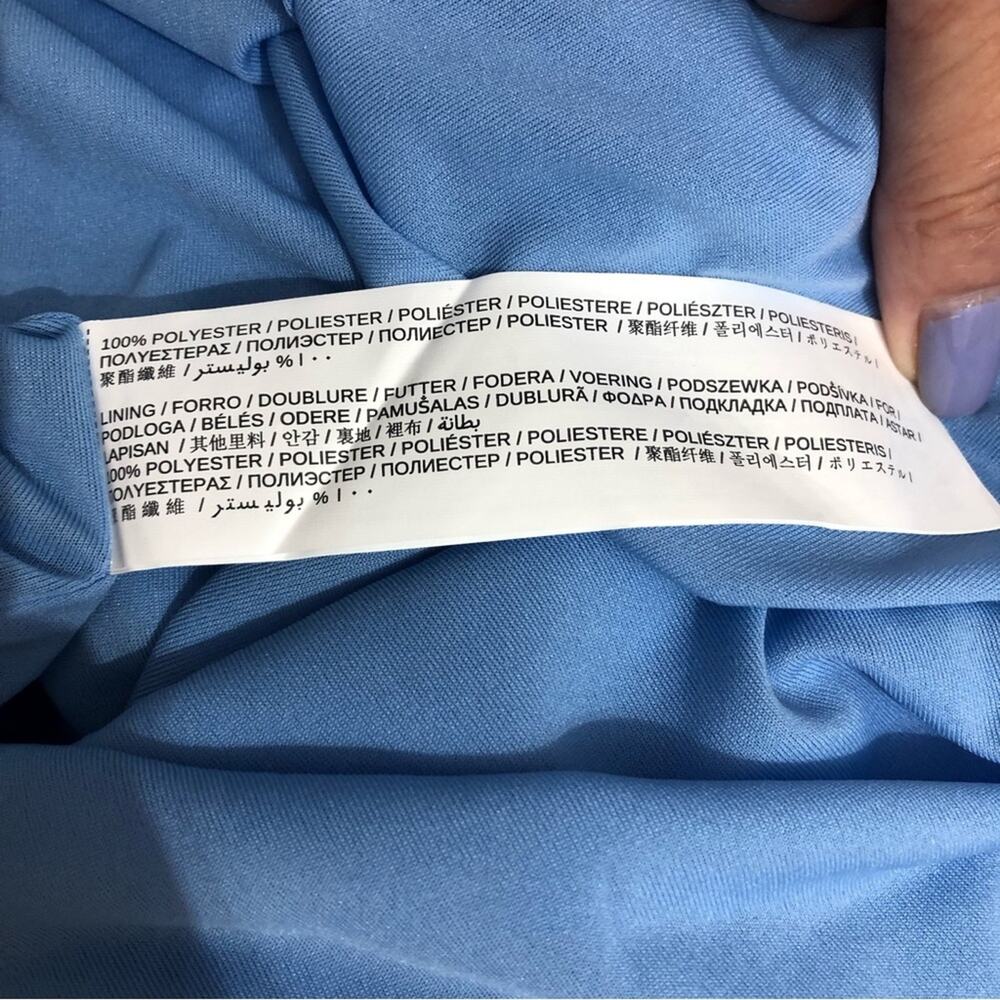 100% POLYESTER / POLIESTER / POLIÉSTER / POLIESTERE / POLIÉSZTER / POLIESTERIS /
ΠΟΛΥΕΣΤΕΡΑΣ / ПОЛИЭСТЕР / ПОЛИЕСТЕР / POLIESTER / 聚酯纤维 / 폴리에스터 / ポリエステル /
聚酯纖維 / بوليستر % ١٠٠
LINING / FORRO / DOUBLURE / FUTTER / FODERA / VOERING / PODSZEWKA / PODŠÍVKA / FOR /
PODLOGA / BÉLÉS / ODERE / PAMUŠALAS / DUBLURĂ / ΦΟΔΡΑ / ПОДКЛАДКА / ПОДПЛАТА / ASTAR /
LAPISAN / 其他里料 / 안감 / 裏地 / 裡布 / بطانة
100% POLYESTER / POLIESTER / POLIÉSTER / POLIESTERE / POLIÉSZTER / POLIESTERIS /
ΠΟΛΥΕΣΤΕΡΑΣ / ПОЛИЭСТЕР / ПОЛИЕСТЕР / POLIESTER / 聚酯纤维 / 폴리에스터 / ポリエステル /
聚酯纖維 / بوليستر % ١٠٠